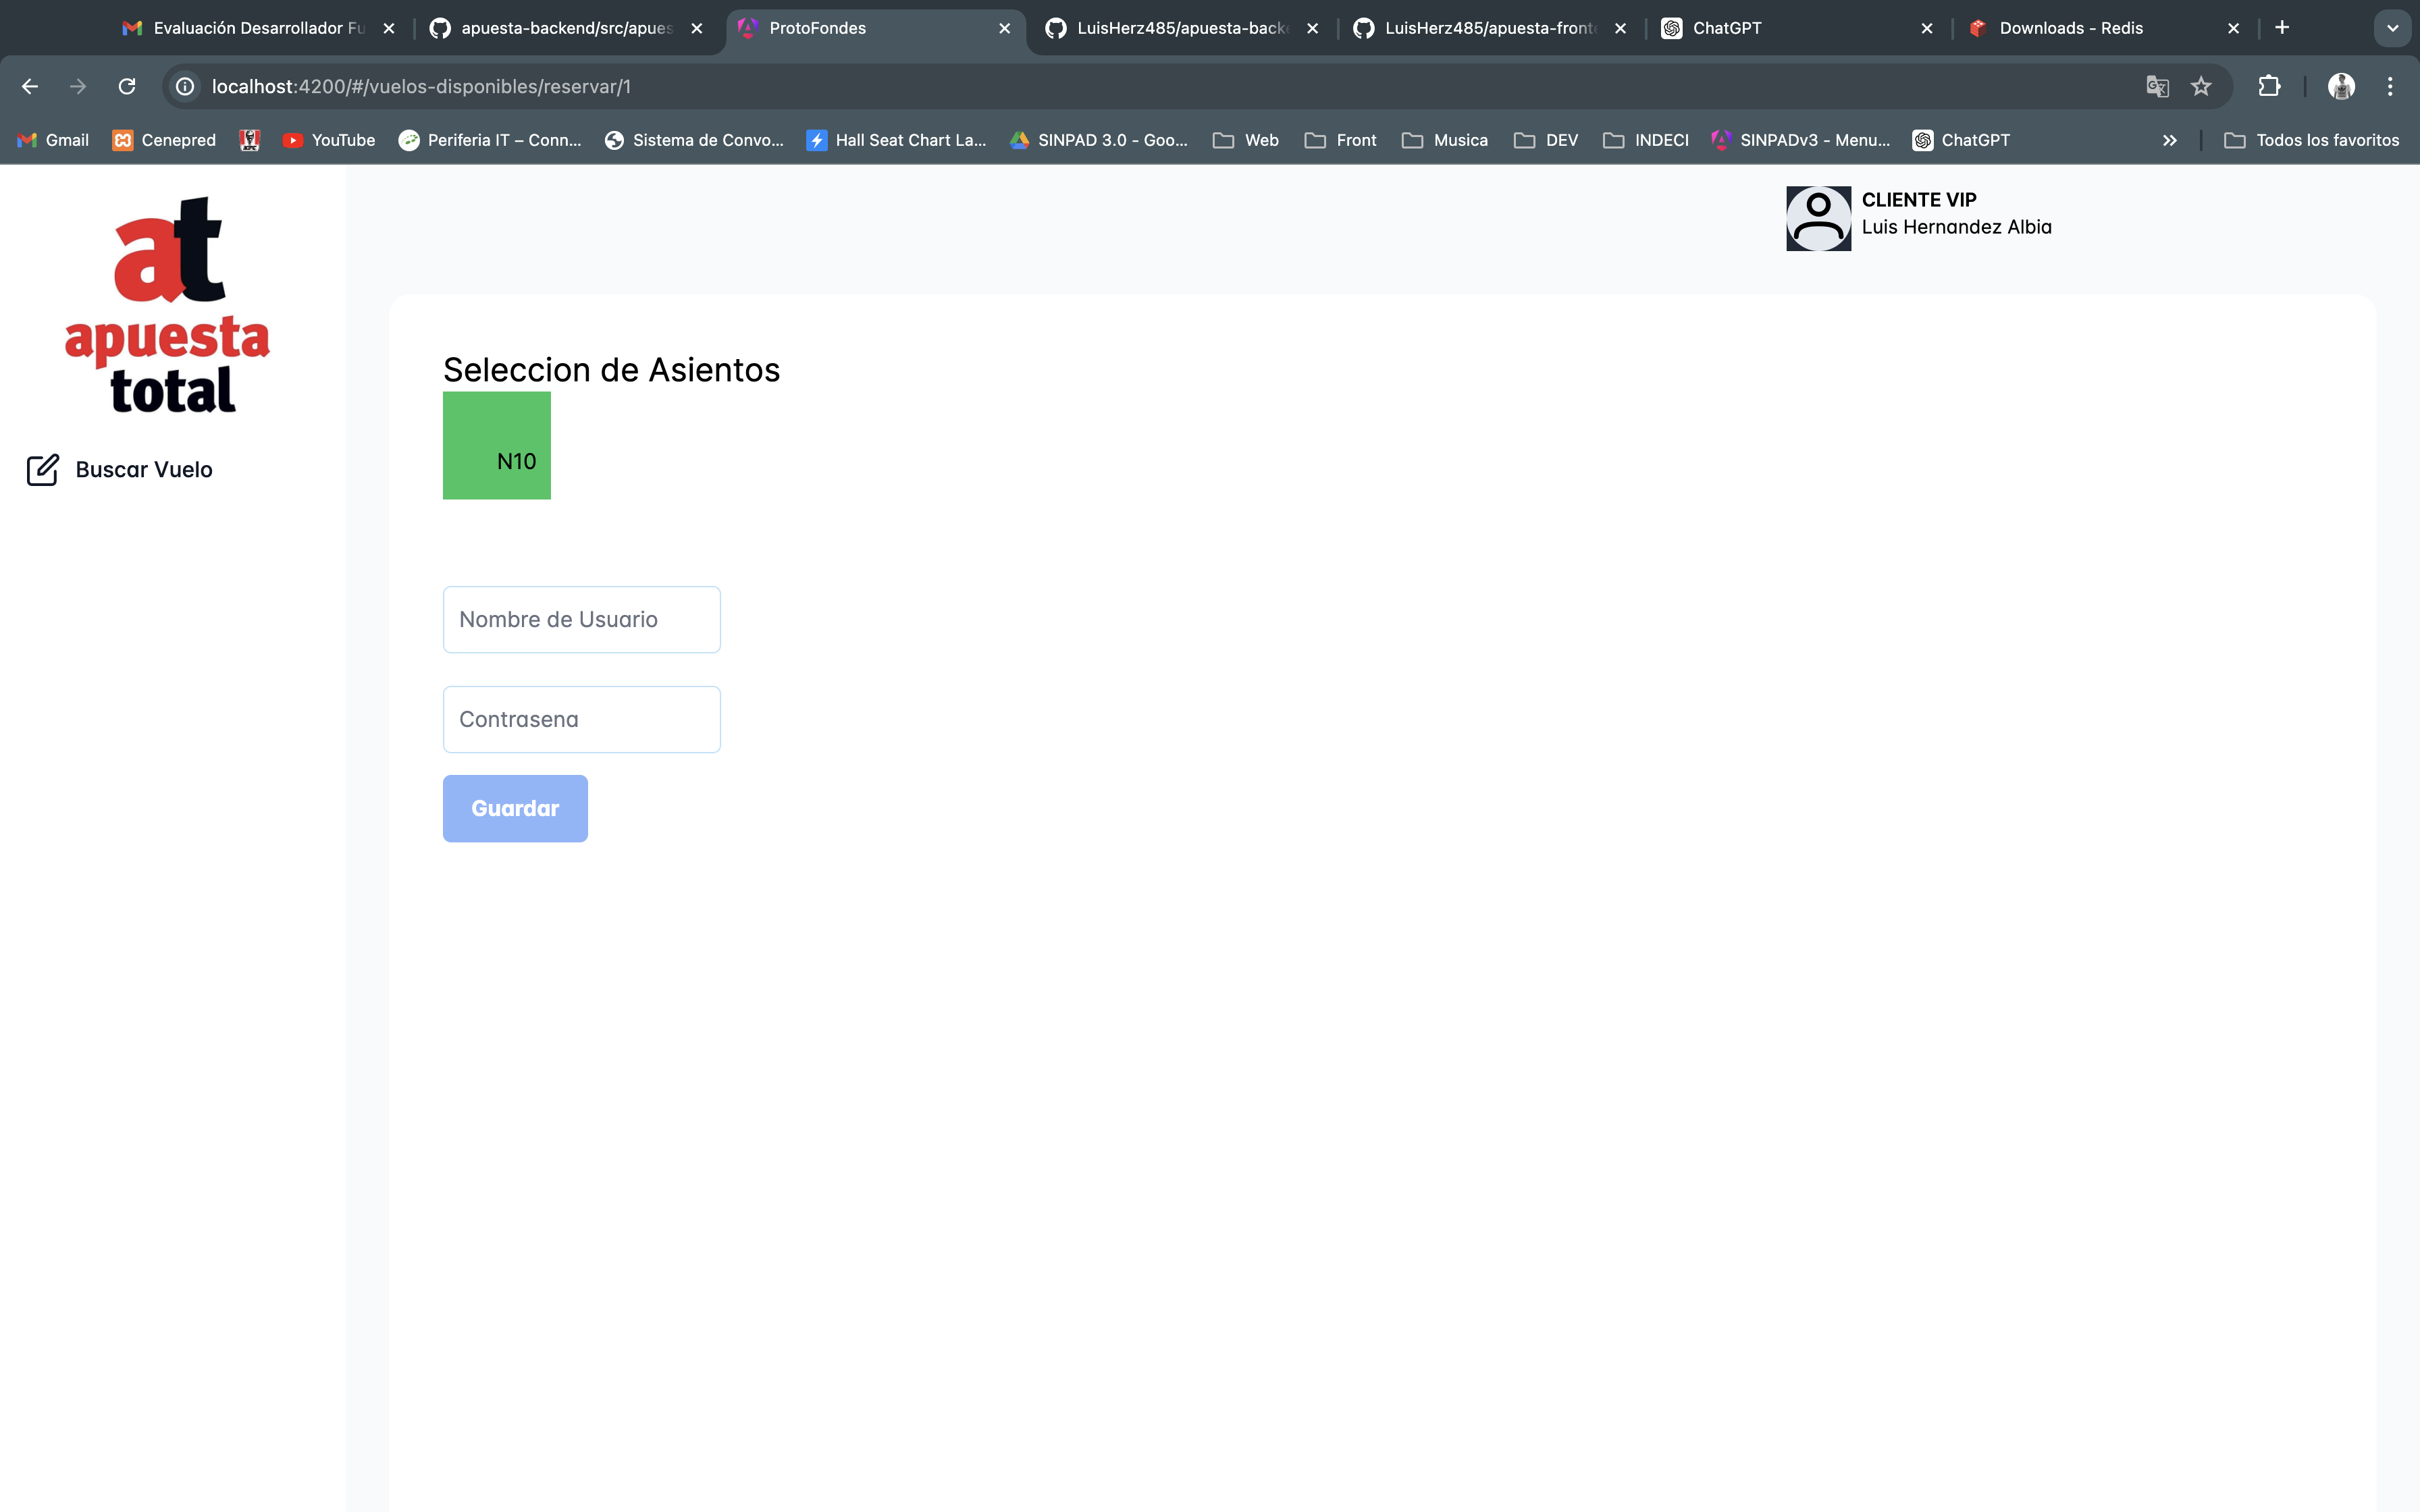 Evaluación Desarrollador Fu
apuesta-backend/src/apues
ProtoFondes
LuisHerz485/apuesta-backe
LuisHerz485/apuesta-fronte
ChatGPT
Downloads - Redis
localhost:4200/#/vuelos-disponibles/reservar/1
Gmail
Cenepred
YouTube
Periferia IT – Conn...
Sistema de Convo...
Hall Seat Chart La...
SINPAD 3.0 - Goo...
Web
Front
Musica
DEV
INDECI
SINPADv3 - Menu...
ChatGPT
Todos los favoritos
at
apuesta
total
Buscar Vuelo
CLIENTE VIP
Luis Hernandez Albia
Seleccion de Asientos
N10
Nombre de Usuario
Contrasena
Guardar